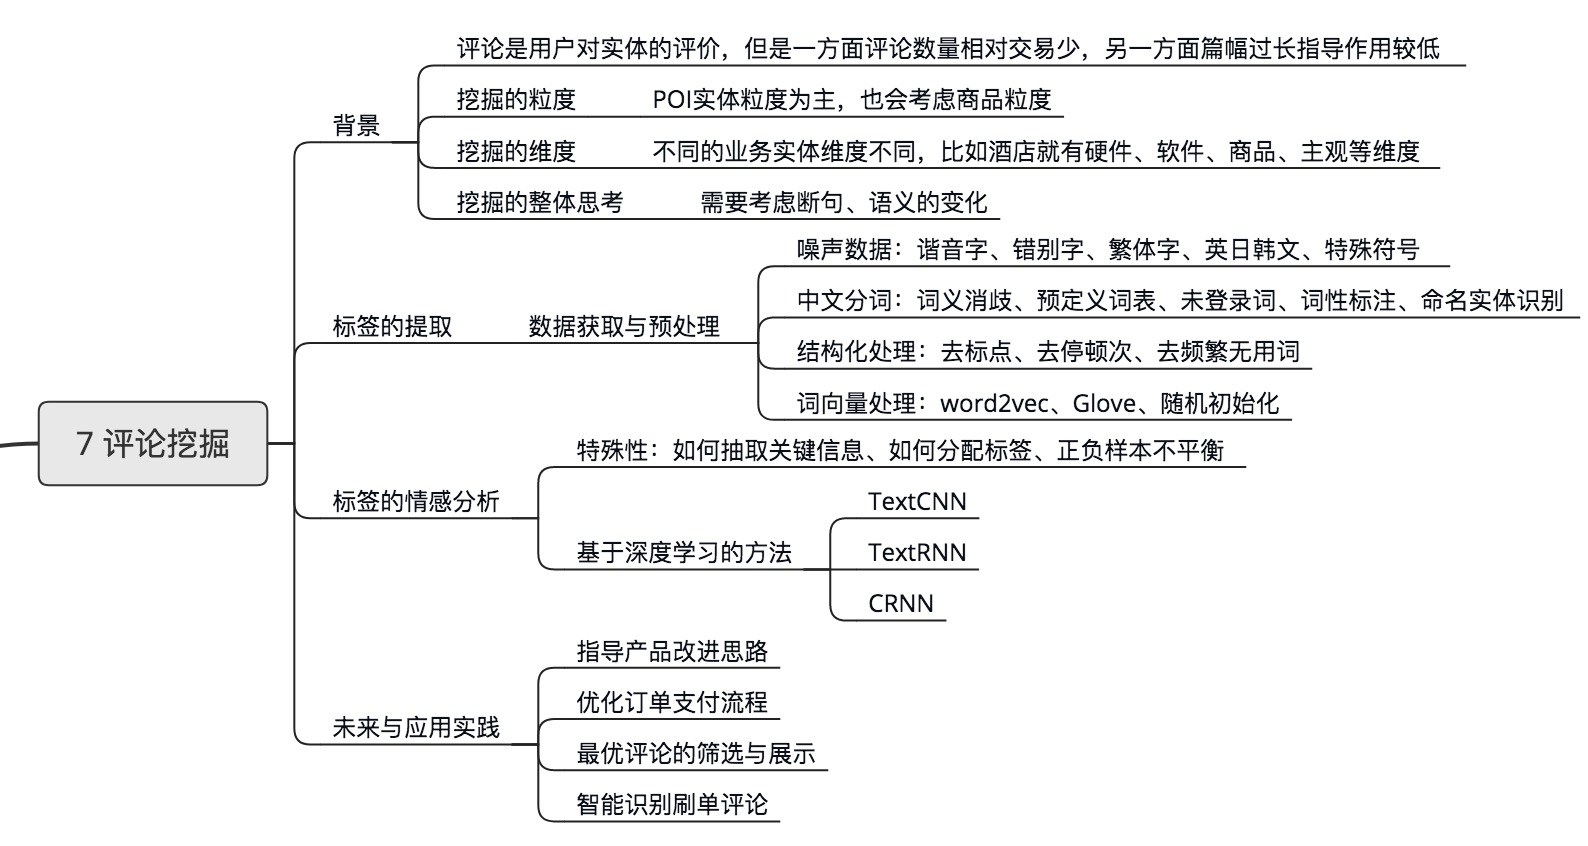 7 评论挖掘
背景
评论是用户对实体的评价，但是一方面评论数量相对交易少，另一方面篇幅过长指导作用较低
挖掘的粒度
POI实体粒度为主，也会考虑商品粒度
挖掘的维度
不同的业务实体维度不同，比如酒店就有硬件、软件、商品、主观等维度
挖掘的整体思考
需要考虑断句、语义的变化
标签的提取
数据获取与预处理
噪声数据：谐音字、错别字、繁体字、英日韩文、特殊符号
中文分词：词义消歧、预定义词表、未登录词、词性标注、命名实体识别
结构化处理：去标点、去停顿次、去频繁无用词
词向量处理：word2vec、Glove、随机初始化
标签的情感分析
特殊性：如何抽取关键信息、如何分配标签、正负样本不平衡
基于深度学习的方法
TextCNN
TextRNN
CRNN
未来与应用实践
指导产品改进思路
优化订单支付流程
最优评论的筛选与展示
智能识别刷单评论